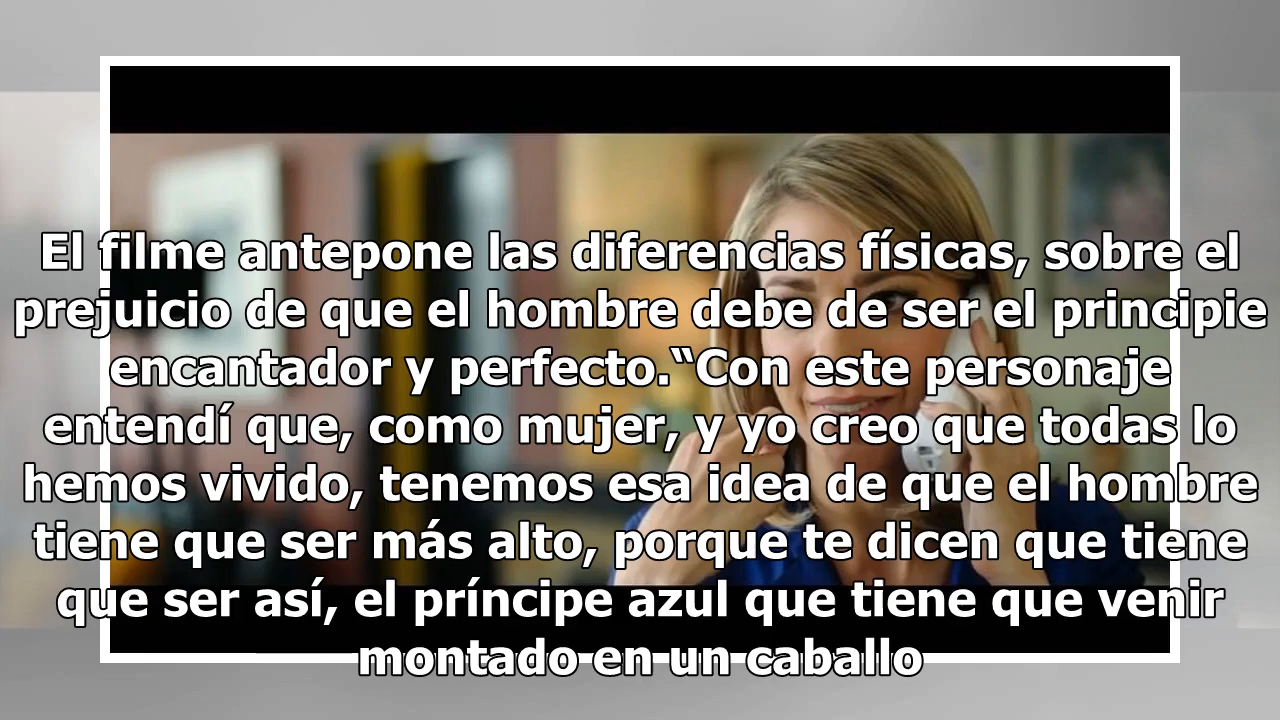 El filme antepone las diferencias físicas, sobre el
prejuicio de que el hombre debe de ser el principie
encantador y perfecto.“Con este personaje
entendí que, como mujer, y yo creo que todas lo
hemos vivido, tenemos esa idea de que el hombre
tiene que ser más alto, porque te dicen que tiene
que ser así, el príncipe azul que tiene que venir
montado en un caballo